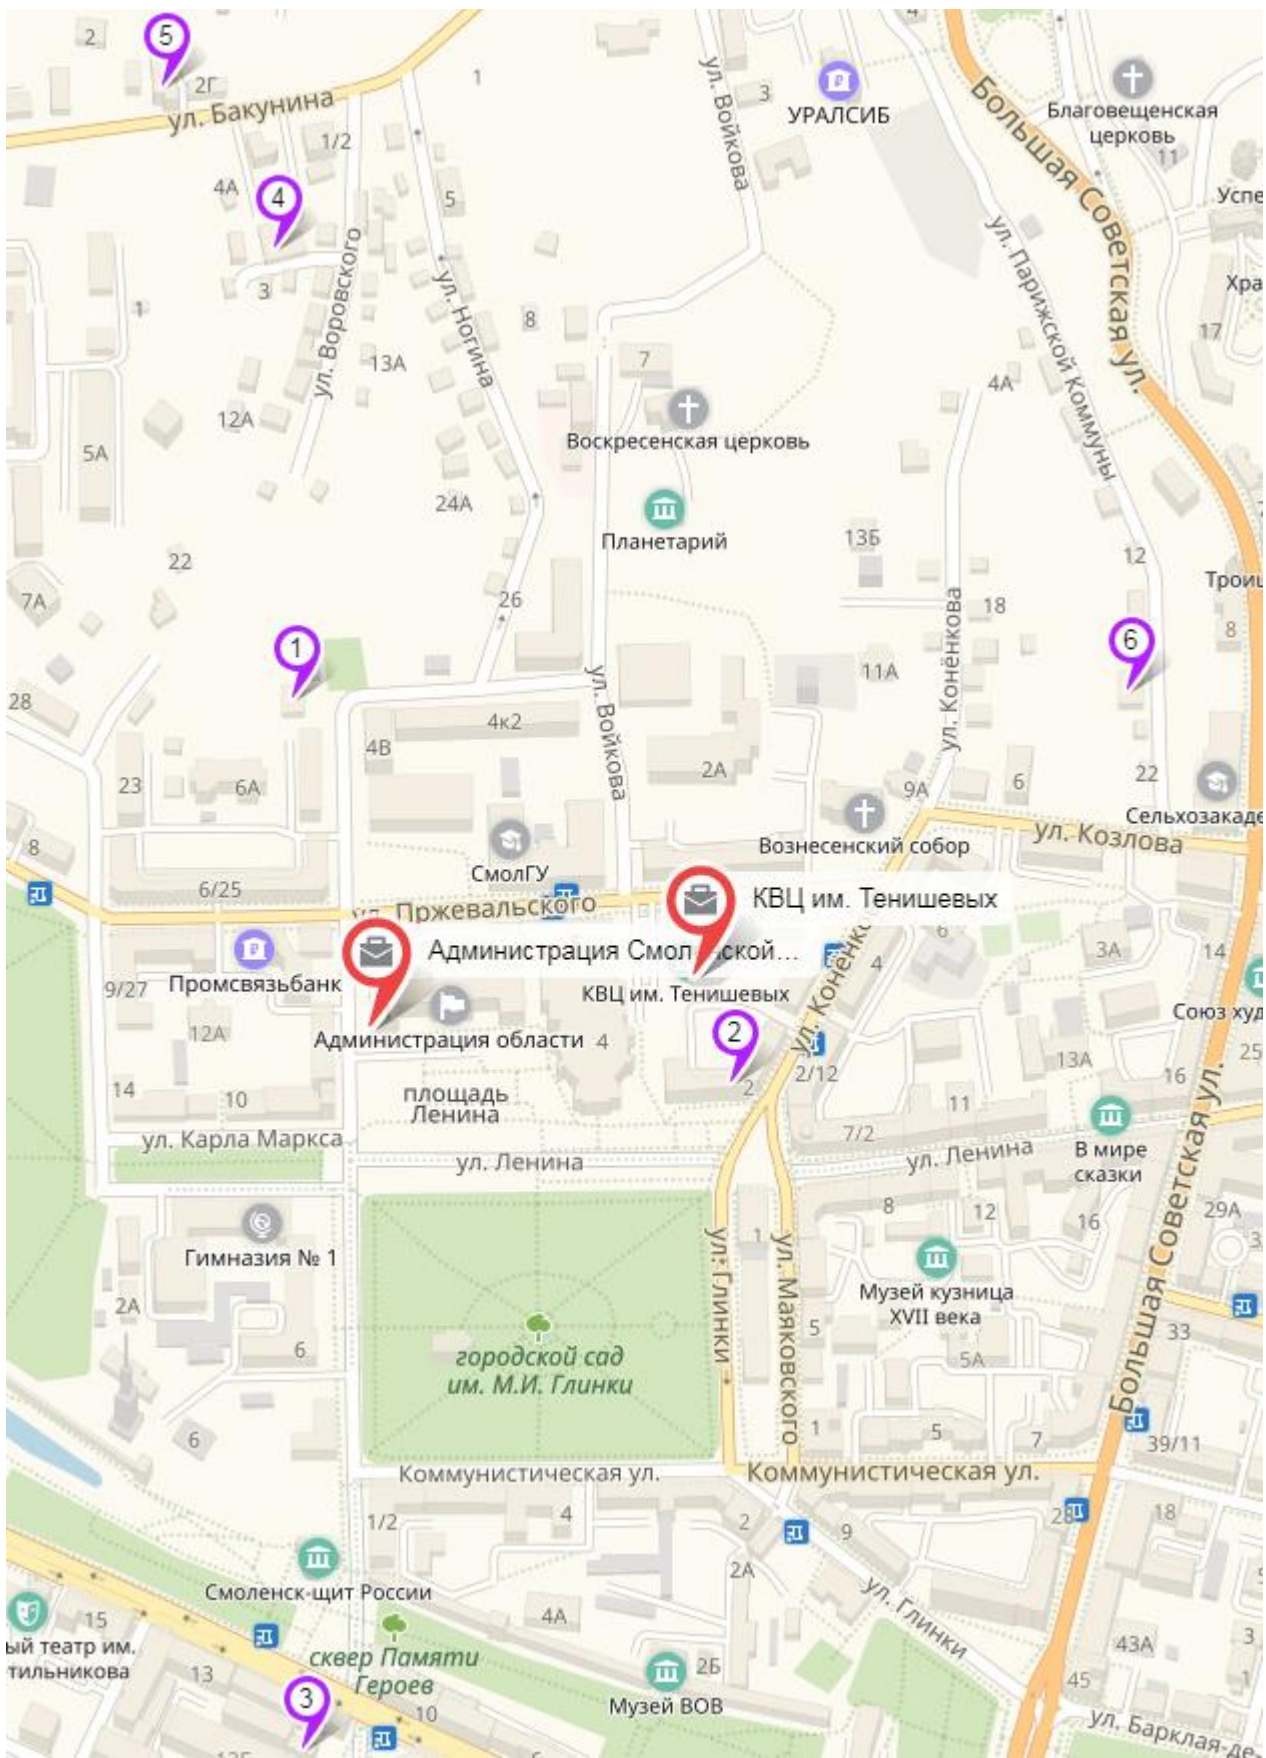 5
2
2Г
ул. Бакунина
1
4
3
УРАЛСИБ
ул. Войкова
Большая Советская ул.
Благовещенская
церковь
11
Успе
Хра
17
1/2
4А
4
5
ул. Воровского
ул. Ногина
3
1
8
13А
12А
5А
7
Воскресенская церковь
ул. Парижской Коммуны
4А
24А
Планетарий
13Б
12
Троиц
22
7А
26
18
8
1
6
ул. Конёнкова
11А
28
ул. Войкова
4к2
4В
2А
23
6А
9А
6
22
Сельхозакаде
ул. Козлова
Вознесенский собор
8
СмолГУ
6/25
ул. Пржевальского
КВЦ им. Тенишевых
Администрация Смол
ской...
КВЦ им. Тенишевых
6
3А
14
4
ул. Конёнко
Промсвязьбанк
9/27
12А
Администрация области
4
2
Союз худ
25
13А
16
2/12
2
14
10
площадь
Ленина
11
7/2
ул. Карла Маркса
ул. Ленина
ул. Ленина
В мире
сказки
Большая Советская ул.
8
12
16
29А
3
Гимназия № 1
ул. Глинки
1
ул. Маяковского
Музей кузница
XVII века
2А
6
5
5А
33
городской сад
им. М.И. Глинки
6
1
5
7
39/11
Коммунистическая ул.
Коммунистическая ул.
1/2
4
2
9
28
18
2А
Смоленск-щит России
ул. Глинки
15
4А
ый театр им.
тильникова
сквер Памяти
Героев
13
2Б
43А
3
1
3
10
Музей ВОВ
45
ул. Барклая-де-